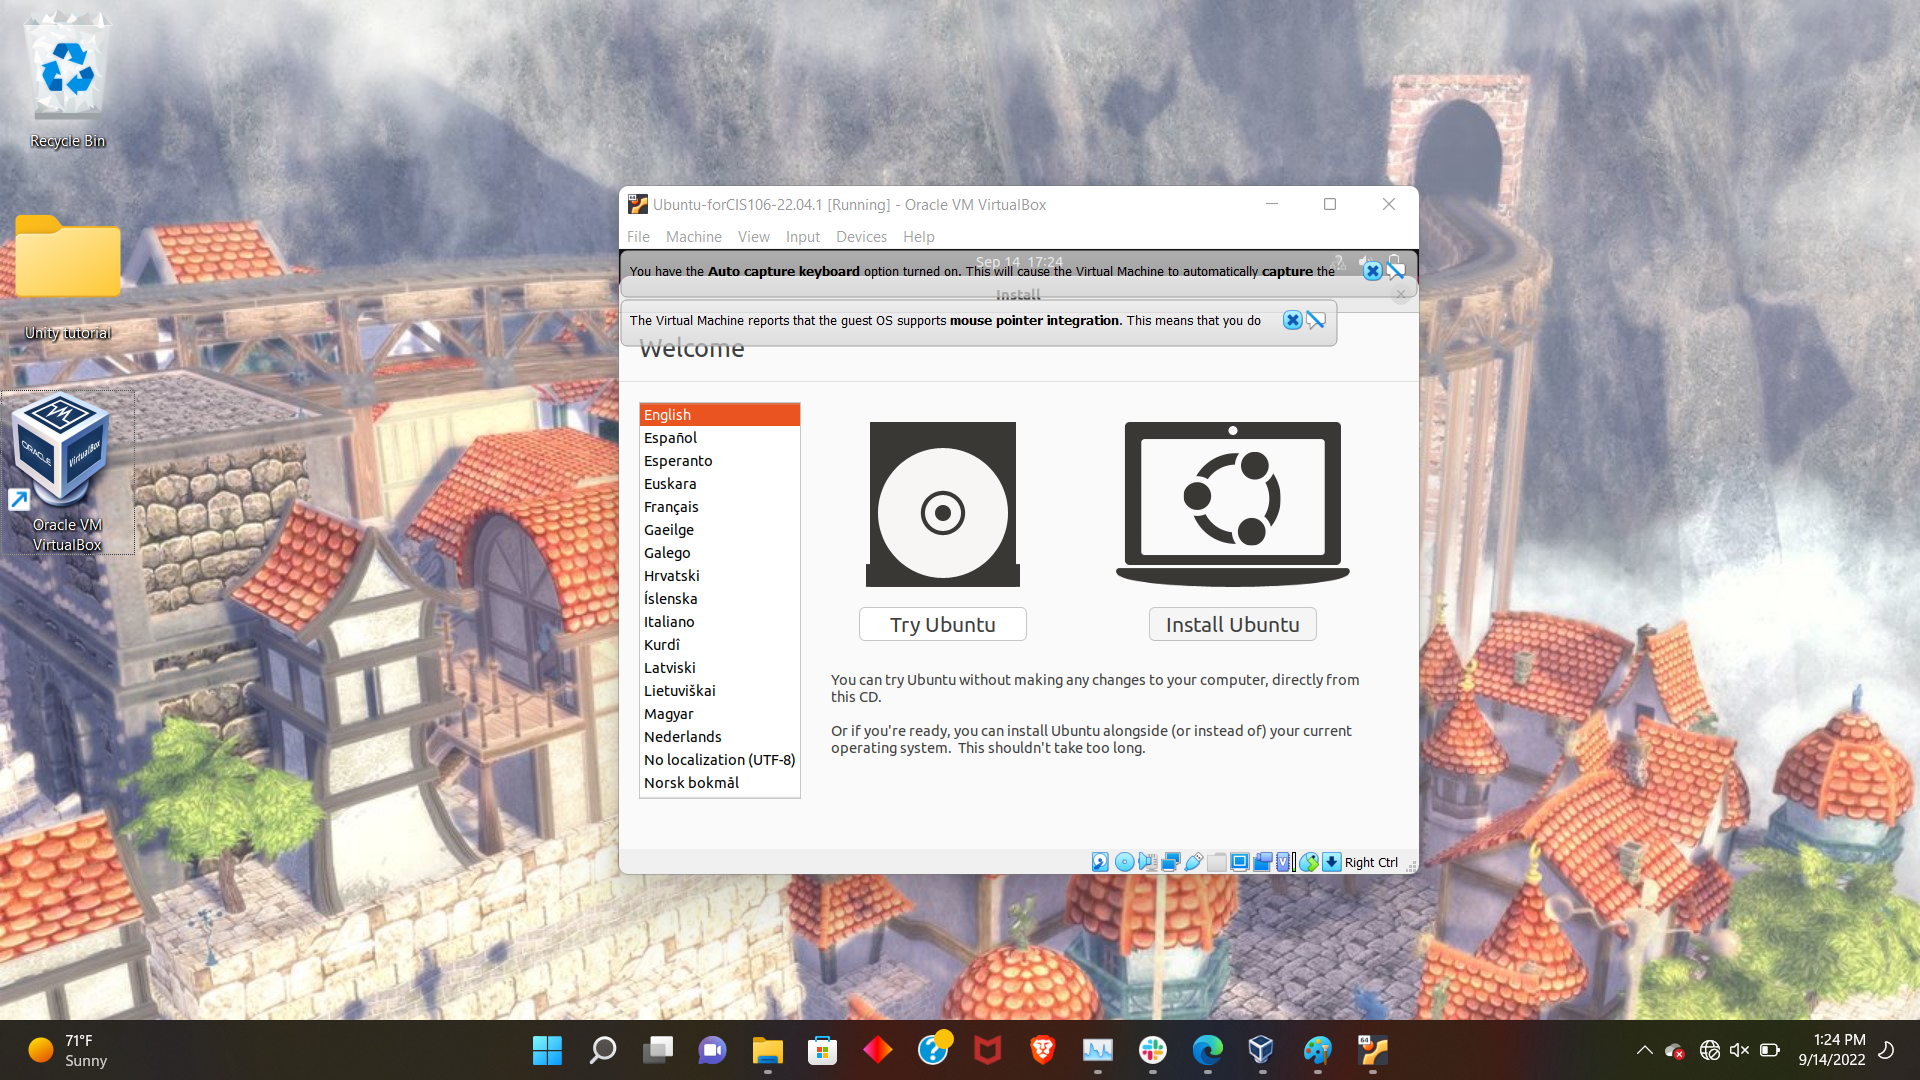 Recycle Bin
Unity tutorial
ORACLE
VirtualBox
Oracle VM
VirtualBox
Ubuntu-forCIS106-22.04.1 [Running] - Oracle VM VirtualBox
File Machine View Input Devices Help
Sep 14 17:24
You have the Auto capture keyboard option turned on. This will cause the Virtual Machine to automatically capture the
Install
The Virtual Machine reports that the guest OS supports mouse pointer integration. This means that you do
Welcome
English
Español
Esperanto
Euskara
Français
Gaeilge
Galego
Hrvatski
Íslenska
Italiano
Kurdî
Latviski
Lietuviškai
Magyar
Nederlands
No localization (UTF-8)
Norsk bokmål
Try Ubuntu
Install Ubuntu
You can try Ubuntu without making any changes to your computer, directly from
this CD.
Or if you're ready, you can install Ubuntu alongside (or instead of) your current
operating system. This shouldn't take too long.
Right Ctrl
71°F
Sunny
64
1:24 PM
9/14/2022